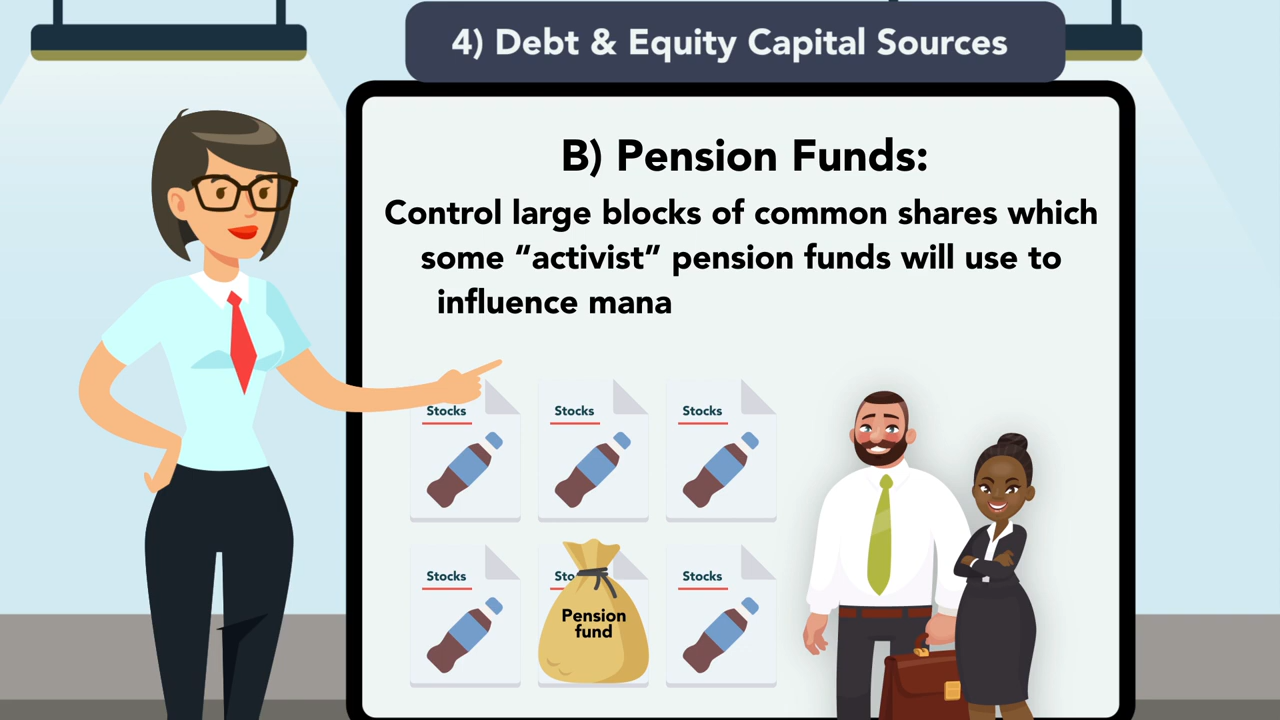 4) Debt & Equity Capital Sources
B) Pension Funds:
Control large blocks of common shares which
some “activist” pension funds will use to
influence mana
Stocks
Stocks
Stocks
Stocks
Sto
Stocks
Pension
fund